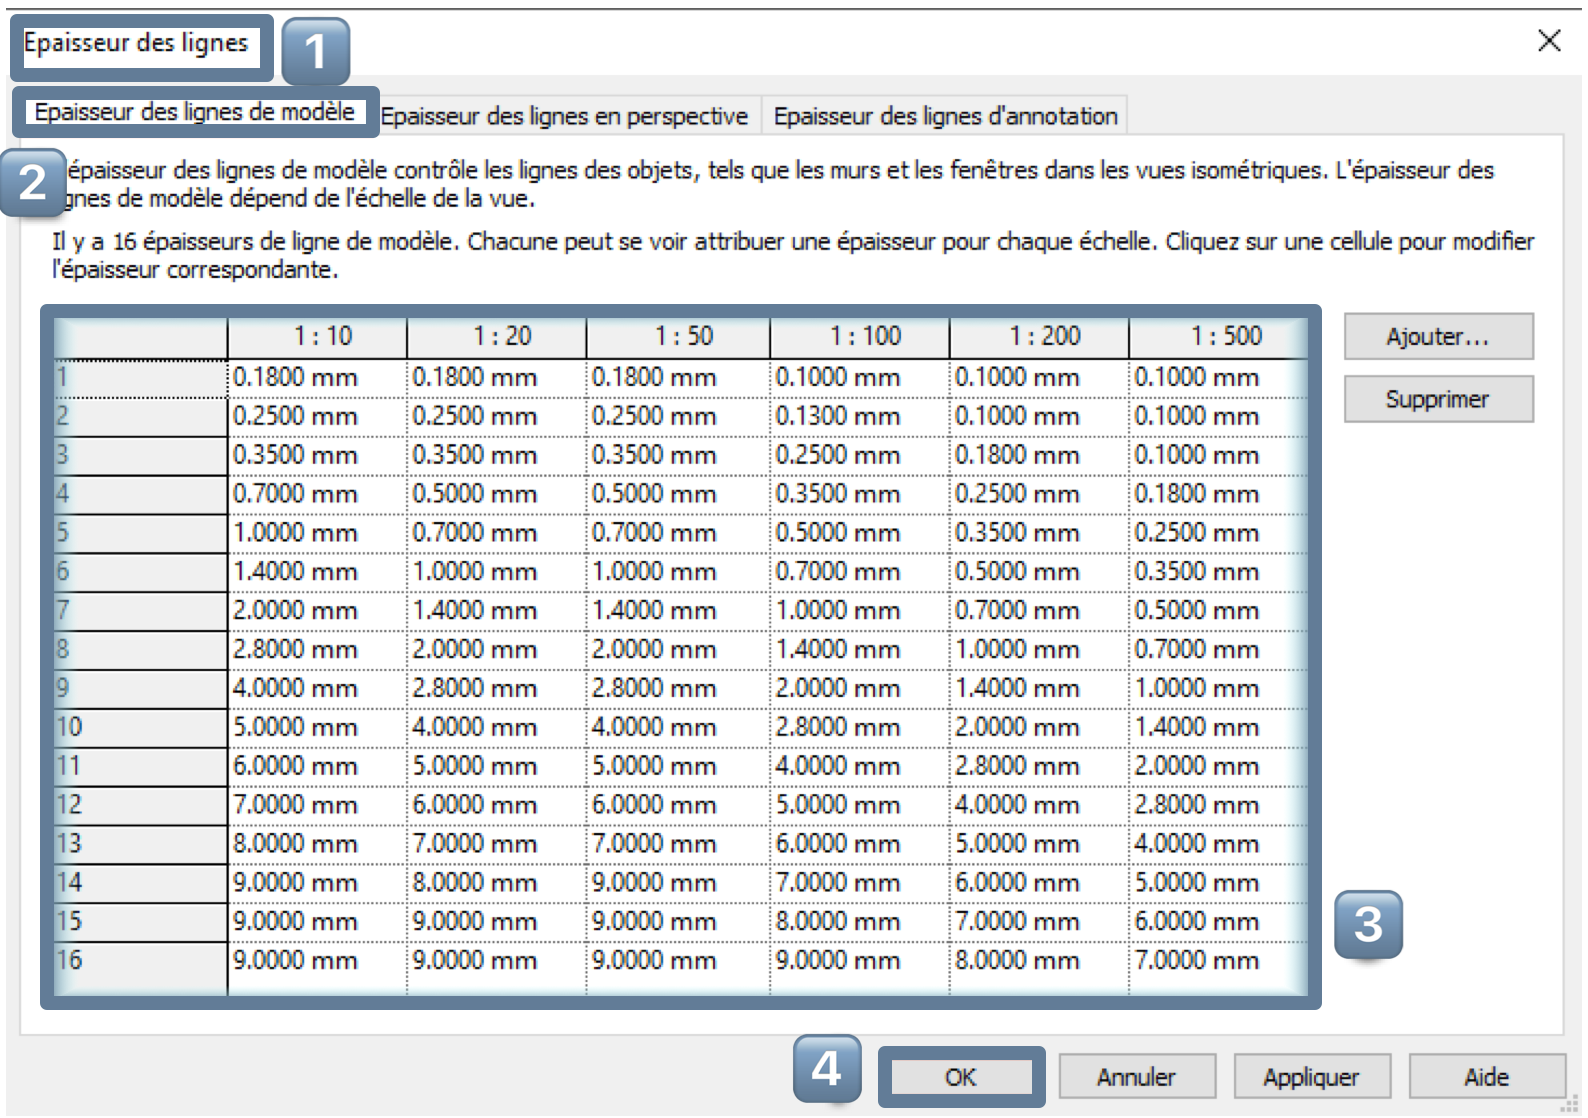 Epaisseur des lignes
1
Epaisseur des lignes de modèle Epaisseur des lignes en perspective Epaisseur des lignes d'annotation
2
épaisseur des lignes de modèle contrôle les lignes des objets, tels que les murs et les fenêtres dans les vues isométriques. L'épaisseur des
gnes de modèle dépend de l'échelle de la vue.
Il y a 16 épaisseurs de ligne de modèle. Chacune peut se voir attribuer une épaisseur pour chaque échelle. Cliquez sur une cellule pour modifier
l'épaisseur correspondante.
1 : 10 1 : 20 1 : 50 1 : 100 1 : 200 1 : 500
1 0.1800 mm 0.1800 mm 0.1800 mm 0.1000 mm 0.1000 mm 0.1000 mm
2 0.2500 mm 0.2500 mm 0.2500 mm 0.1300 mm 0.1000 mm 0.1000 mm
3 0.3500 mm 0.3500 mm 0.3500 mm 0.2500 mm 0.1800 mm 0.1000 mm
4 0.7000 mm 0.5000 mm 0.5000 mm 0.3500 mm 0.2500 mm 0.1800 mm
5 1.0000 mm 0.7000 mm 0.7000 mm 0.5000 mm 0.3500 mm 0.2500 mm
6 1.4000 mm 1.0000 mm 1.0000 mm 0.7000 mm 0.5000 mm 0.3500 mm
7 2.0000 mm 1.4000 mm 1.4000 mm 1.0000 mm 0.7000 mm 0.5000 mm
8 2.8000 mm 2.0000 mm 2.0000 mm 1.4000 mm 1.0000 mm 0.7000 mm
9 4.0000 mm 2.8000 mm 2.8000 mm 2.0000 mm 1.4000 mm 1.0000 mm
10 5.0000 mm 4.0000 mm 4.0000 mm 2.8000 mm 2.0000 mm 1.4000 mm
11 6.0000 mm 5.0000 mm 5.0000 mm 4.0000 mm 2.8000 mm 2.0000 mm
12 7.0000 mm 6.0000 mm 6.0000 mm 5.0000 mm 4.0000 mm 2.8000 mm
13 8.0000 mm 7.0000 mm 7.0000 mm 6.0000 mm 5.0000 mm 4.0000 mm
14 9.0000 mm 8.0000 mm 9.0000 mm 7.0000 mm 6.0000 mm 5.0000 mm
15 9.0000 mm 9.0000 mm 9.0000 mm 8.0000 mm 7.0000 mm 6.0000 mm
16 9.0000 mm 9.0000 mm 9.0000 mm 9.0000 mm 8.0000 mm 7.0000 mm
Ajouter...
Supprimer
3
4
OK Annuler Appliquer Aide